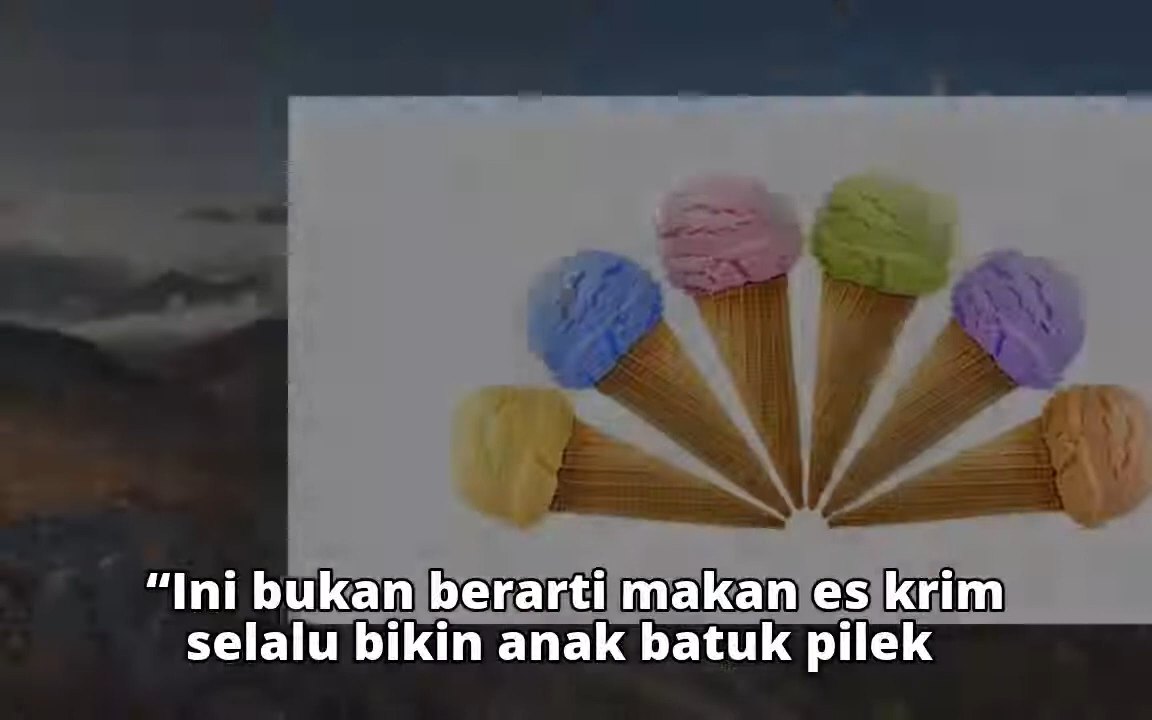 “Ini bukan berarti makan es krim
selalu bikin anak batuk pilek